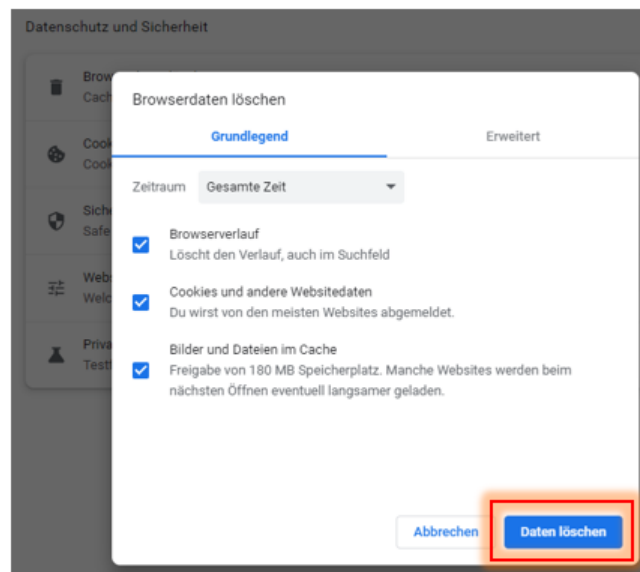 Datenschutz und Sicherheit
Browserdaten löschen
Grundlegend Erweitert
Zeitraum Gesamte Zeit
Browserverlauf
Löscht den Verlauf, auch im Suchfeld
Cookies und andere Websitedaten
Du wirst von den meisten Websites abgemeldet.
Bilder und Dateien im Cache
Freigabe von 180 MB Speicherplatz. Manche Websites werden beim
nächsten Öffnen eventuell langsamer geladen.
Abbrechen Daten löschen